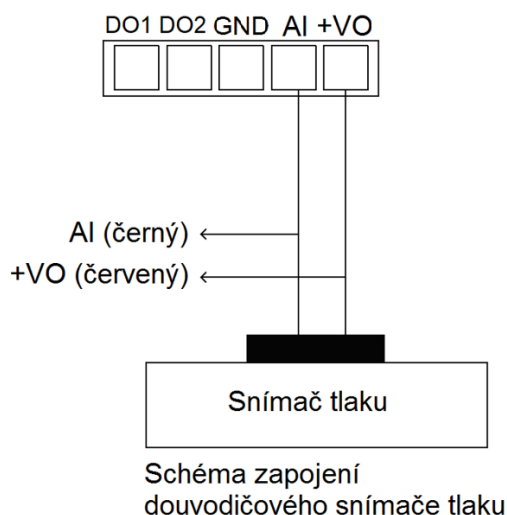 DO1 DO2 GND AI +VO
AI (černý)
+VO (červený)
Snímač tlaku
Schéma zapojení
douvodičového snímače tlaku